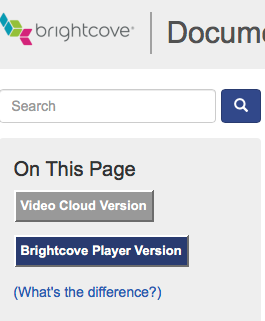 brightcove Docume
Search
On This Page
Video Cloud Version
Brightcove Player Version
(What's the difference?)